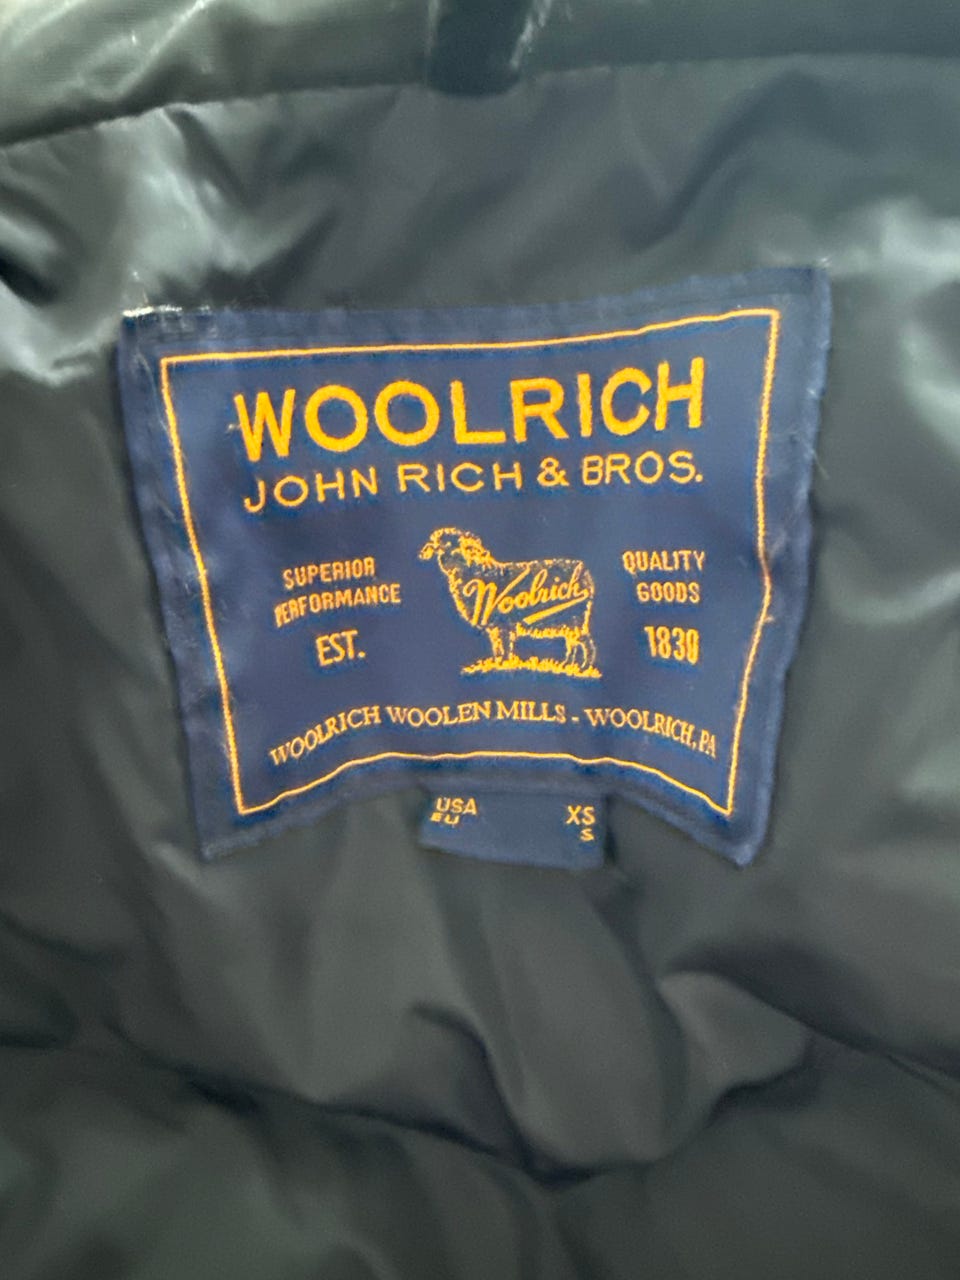 WOOLRICH
JOHN RICH & BROS.
SUPERIOR
PERFORMANCE
EST.
Woolrich
QUALITY
GOODS
1830
WOOLRICH WOOLEN MILLS - WOOLRICH, PA
USA XS
EU S